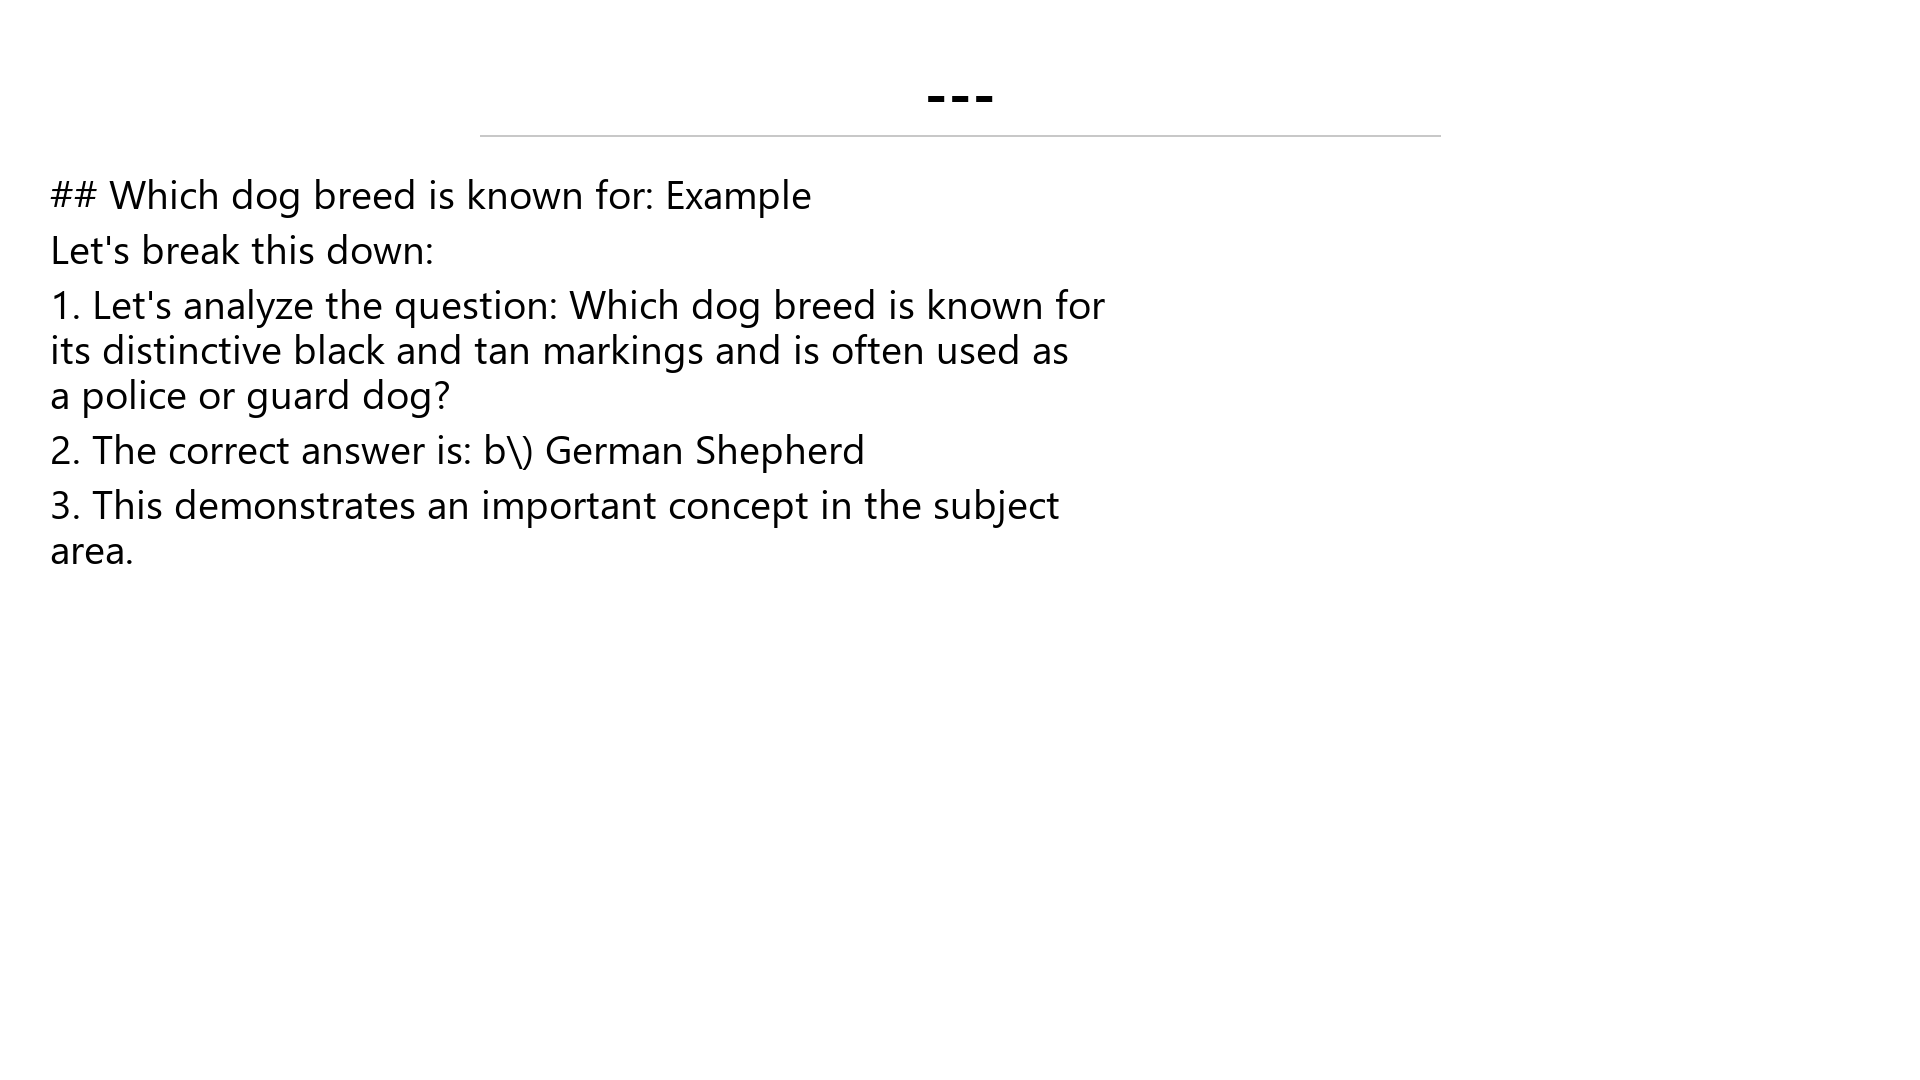 ---
## Which dog breed is known for: Example
Let's break this down:
1. Let's analyze the question: Which dog breed is known for
its distinctive black and tan markings and is often used as
a police or guard dog?
2. The correct answer is: b\) German Shepherd
3. This demonstrates an important concept in the subject
area.